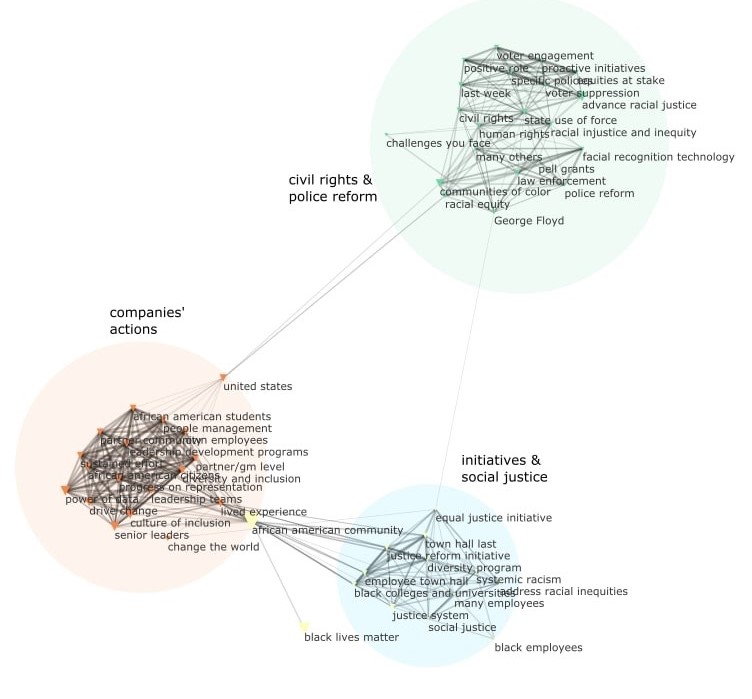 voter engagement
positive role
proactive initiatives
specific policies
equities at stake
last week
voter suppression
advance racial justice
civil rights
state use of force
human rights
racial injustice and inequity
challenges you face
many others
facial recognition technology
pell grants
law enforcement
communities of color
police reform
racial equity
George Floyd
civil rights &
police reform
companies'
actions
united states
african american students
people management
partner community
own employees
leadership development programs
sustained effort
partner/gm level
african american citizens
diversity and inclusion
progress on representation
power of data
leadership teams
drive change
lived experience
culture of inclusion
african american community
senior leaders
change the world
initiatives &
social justice
equal justice initiative
town hall last
justice reform initiative
diversity program
employee town hall
systemic racism
black colleges and universities
address racial inequities
many employees
justice system
social justice
black lives matter
black employees